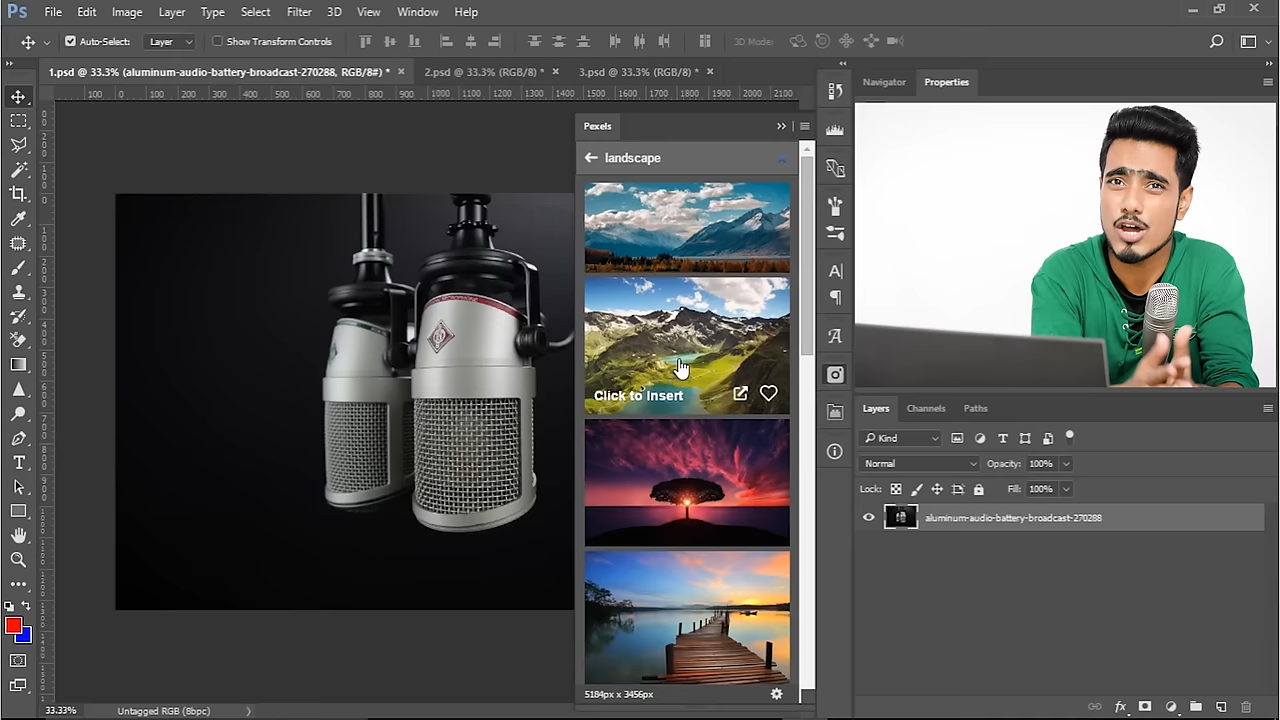 Ps File Edit Image Layer Type Select Filter 3D View Window Help
Auto-Select: Layer Show Transform Controls 3D Mode:
1.psd @ 33.3% (aluminum-audio-battery-broadcast-270288, RGB/8#) * × 2.psd @ 33.3% (RGB/8) * × 3.psd @ 33.3% (RGB/8) * ×
100 0 100 200 300 400 500 600 700 800 900 1000 1100 1200 1300 1400 1500 1600 1700 1800 1900 2000 2100
Pexels
landscape
Click to insert
5184px x 3456px
Navigator Properties
Layers Channels Paths
Kind
Normal Opacity: 100%
Lock: Fill: 100%
aluminum-audio-battery-broadcast-270288
33.33% Untagged RGB (8bpc)